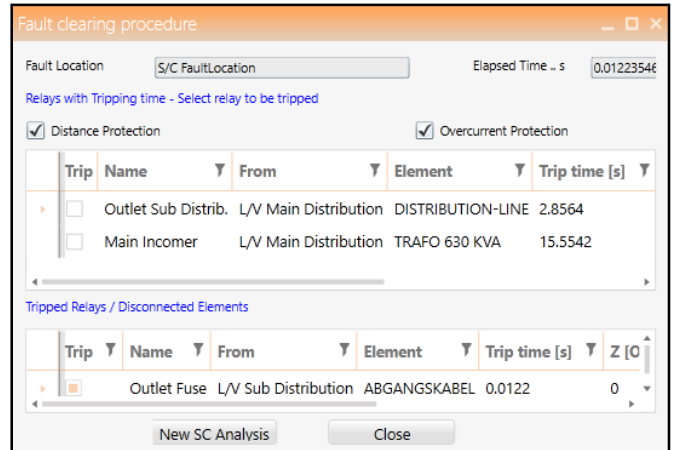 Fault clearing procedure
Fault Location S/C FaultLocation Elapsed Time .. s 0.01223546
Relays with Tripping time - Select relay to be tripped
Distance Protection Overcurrent Protection
Trip Name From Element Trip time [s]
Outlet Sub Distrib. L/V Main Distribution DISTRIBUTION-LINE 2.8564
Main Incomer L/V Main Distribution TRAFO 630 KVA 15.5542
Tripped Relays / Disconnected Elements
Trip Name From Element Trip time [s] Z [O
Outlet Fuse L/V Sub Distribution ABGANGSKABEL 0.0122 0
New SC Analysis Close